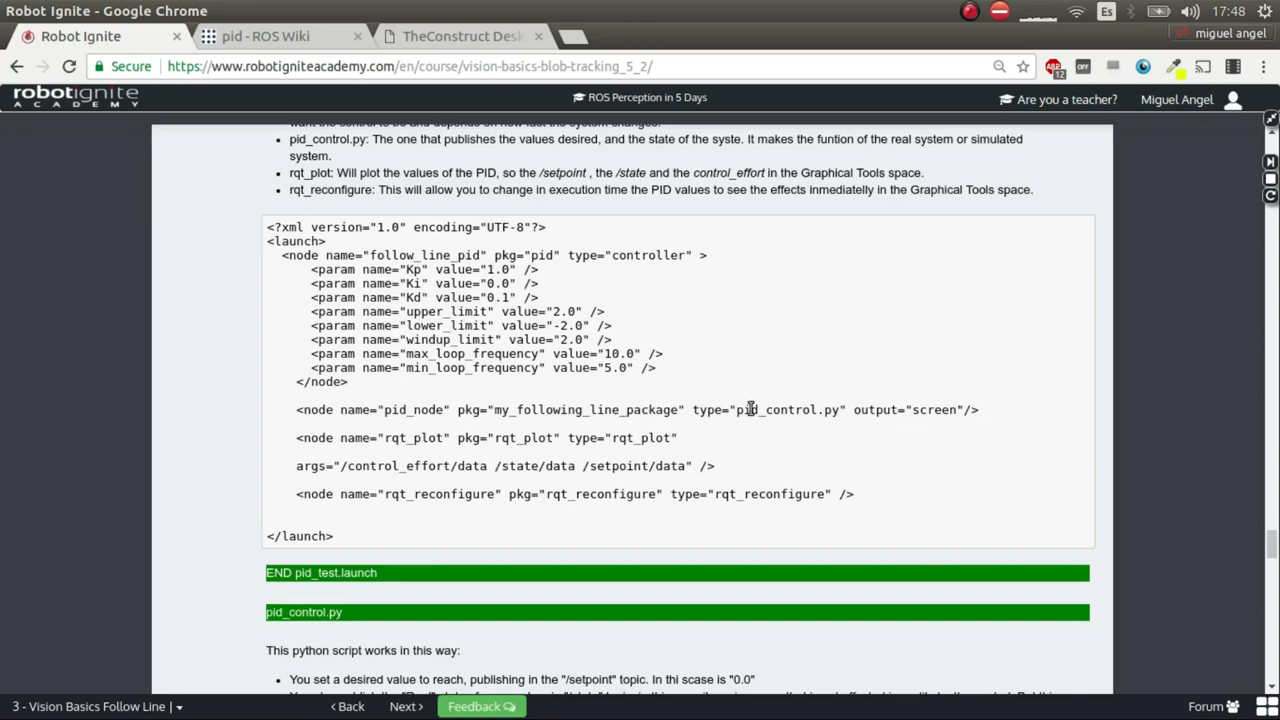 Robot Ignite - Google Chrome
Es
17:48
Robot Ignite
pid - ROS Wiki
TheConstruct Desk
miguel angel
Secure
https://www.robotigniteacademy.com/en/course/vision-basics-blob-tracking_5_2/
ABP
12
OFF
robotignite
ACADEMY
ROS Perception in 5 Days
Are you a teacher?
Miguel Angel
pid_control.py: The one that publishes the values desired, and the state of the syste. It makes the funtion of the real system or simulated
system.
rqt_plot: Will plot the values of the PID, so the /setpoint , the /state and the control_effort in the Graphical Tools space.
rqt_reconfigure: This will allow you to change in execution time the PID values to see the effects inmediatelly in the Graphical Tools space.
<?xml version="1.0" encoding="UTF-8"?>
<launch>
<node name="follow_line_pid" pkg="pid" type="controller" >
<param name="Kp" value="1.0" />
<param name="Ki" value="0.0" />
<param name="Kd" value="0.1" />
<param name="upper_limit" value="2.0" />
<param name="lower_limit" value="-2.0" />
<param name="windup_limit" value="2.0" />
<param name="max_loop_frequency" value="10.0" />
<param name="min_loop_frequency" value="5.0" />
</node>
<node name="pid_node" pkg="my_following_line_package" type="pid_control.py" output="screen"/>
<node name="rqt_plot" pkg="rqt_plot" type="rqt_plot"
args="/control_effort/data /state/data /setpoint/data" />
<node name="rqt_reconfigure" pkg="rqt_reconfigure" type="rqt_reconfigure" />
</launch>
END pid_test.launch
pid_control.py
This python script works in this way:
You set a desired value to reach, publishing in the "/setpoint" topic. In thi scase is "0.0"
3 - Vision Basics Follow Line |
Back
Next
Feedback
Forum